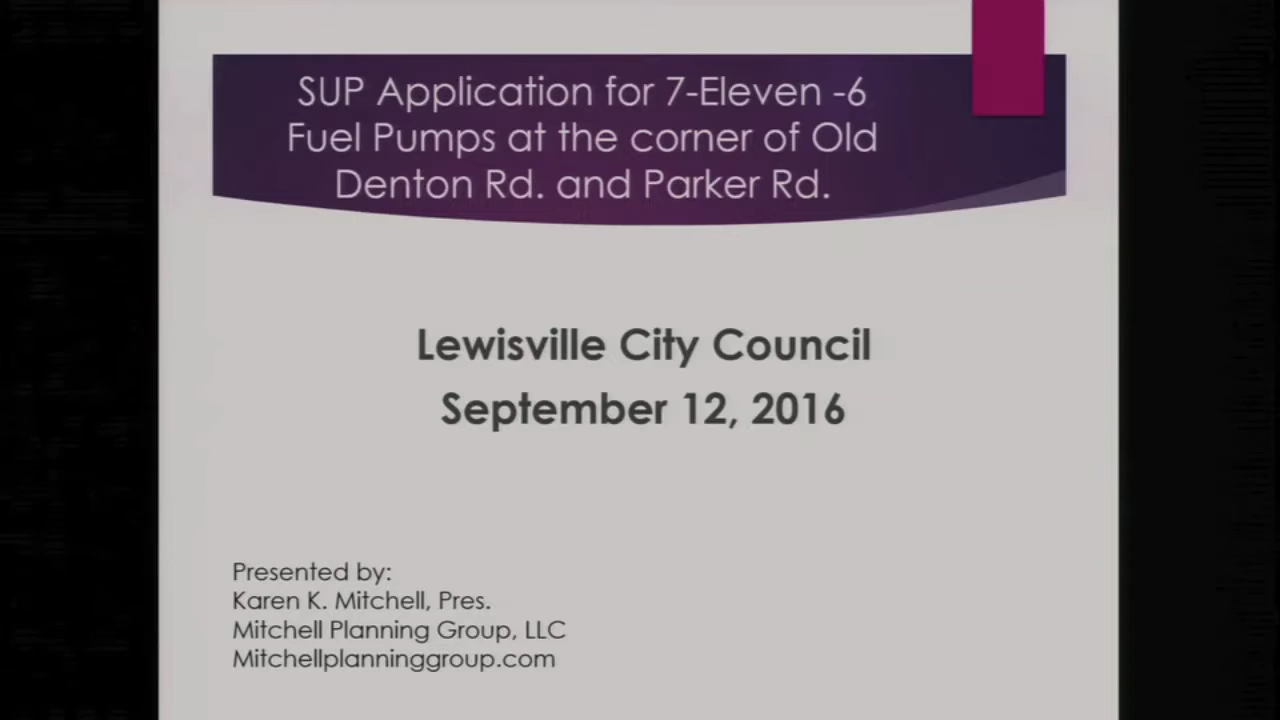 SUP Application for 7-Eleven -6
Fuel Pumps at the corner of Old
Denton Rd. and Parker Rd.
Lewisville City Council
September 12, 2016
Presented by:
Karen K. Mitchell, Pres.
Mitchell Planning Group, LLC
Mitchellplanninggroup.com